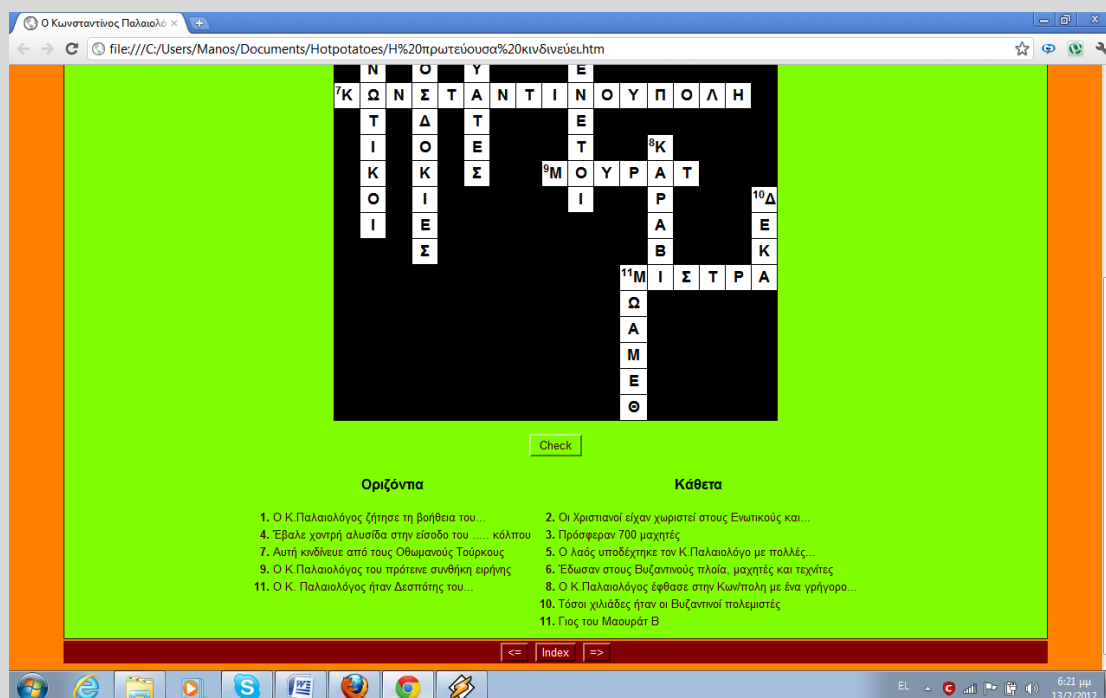 Ο Κωνσταντίνος Παλαιολό
file:///C:/Users/Manos/Documents/Hotpotatoes/Η%20πρωτεύουσα%20κινδινεύει.htm
Ν Ο Υ Ε
7Κ Ω Ν Σ Τ Α Ν Τ Ι Ν Ο Υ Π Ο Λ Η
Τ Δ Τ Ε
Ι Ο Ε Τ 8Κ
Κ Κ Σ 9Μ Ο Υ Ρ Α Τ
Ο Ι Ι Ρ 10Δ
Ι Ε Α Ε
Σ Β Κ
11Μ Ι Σ Τ Ρ Α
Ω
Α
Μ
Ε
Θ
Check
Οριζόντια
1. Ο Κ.Παλαιολόγος ζήτησε τη βοήθεια του...
4. Έβαλε χοντρή αλυσίδα στην είσοδο του ..... κόλπου
7. Αυτή κινδίνευε από τους Οθωμανούς Τούρκους
9. Ο Κ.Παλαιολόγος του πρότεινε συνθήκη ειρήνης
11. Ο Κ. Παλαιολόγος ήταν Δεσπότης του...
Κάθετα
2. Οι Χριστιανοί είχαν χωριστεί στους Ενωτικούς και...
3. Πρόσφεραν 700 μαχητές
5. Ο λαός υποδέχτηκε τον Κ.Παλαιολόγο με πολλές...
6. Έδωσαν στους Βυζαντινούς πλοία, μαχητές και τεχνίτες
8. Ο Κ.Παλαιολόγος έφθασε στην Κων/πολη με ένα γρήγορο...
10. Τόσοι χιλιάδες ήταν οι Βυζαντινοί πολεμιστές
11. Γιος του Μαουράτ Β
<= Index =>
EL
6:21 μμ
13/2/2012